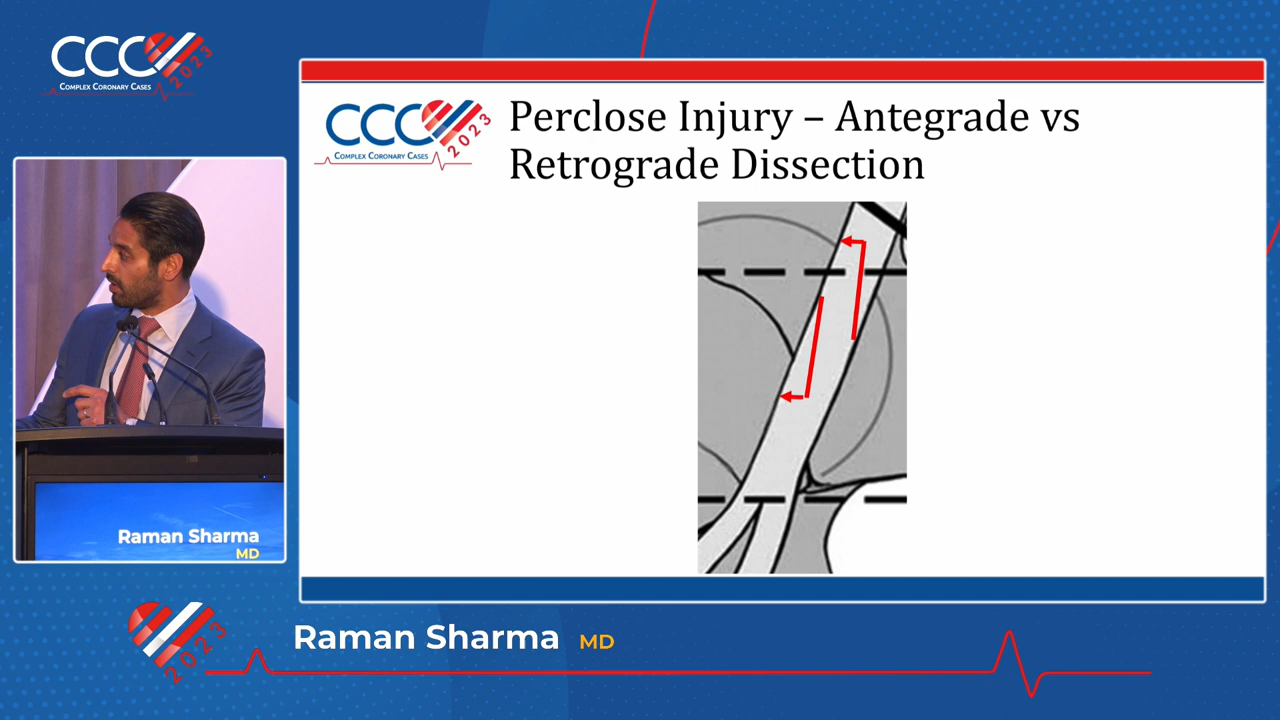 CCC
2023
COMPLEX CORONARY CASES
CCC
2023
COMPLEX CORONARY CASES
Perclose Injury – Antegrade vs
Retrograde Dissection
Raman Sharma
MD
Raman Sharma MD
2023